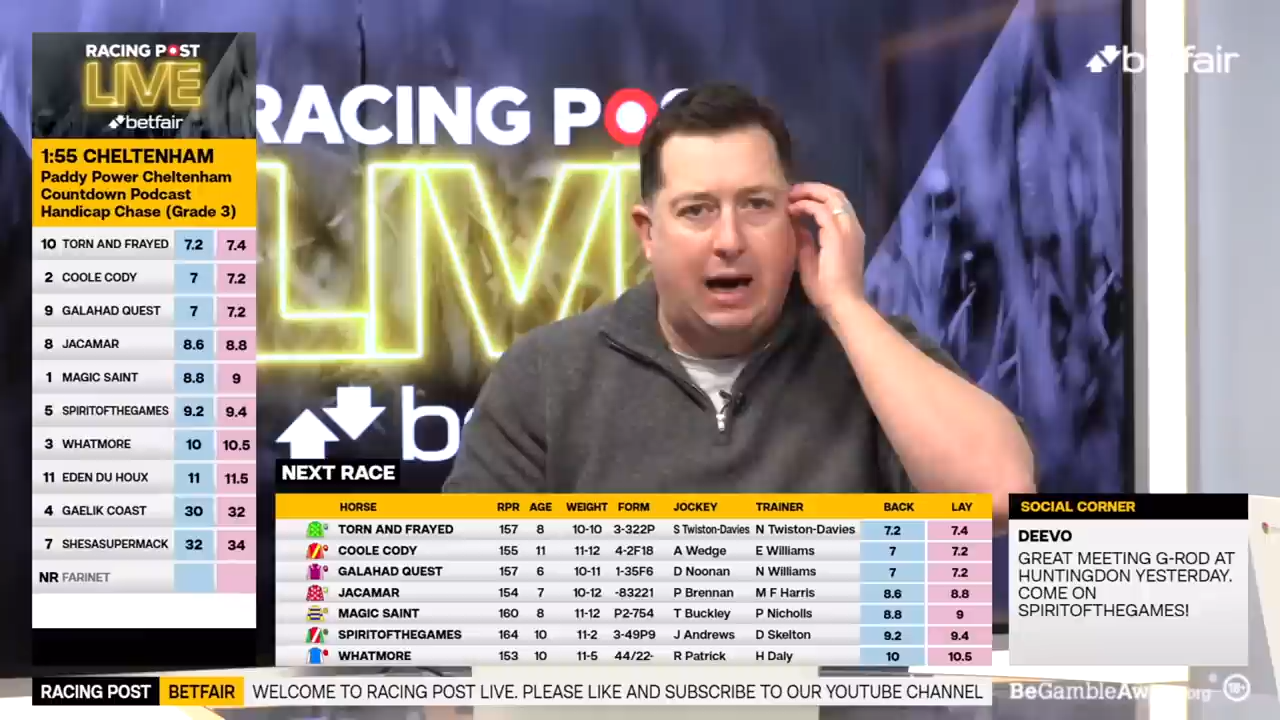 RACING POST
LIVE
betfair
1:55 CHELTENHAM
Paddy Power Cheltenham
Countdown Podcast
Handicap Chase (Grade 3)
10 TORN AND FRAYED 7.2 7.4
2 COOLE CODY 7 7.2
9 GALAHAD QUEST 7 7.2
8 JACAMAR 8.6 8.8
1 MAGIC SAINT 8.8 9
5 SPIRITOFTHEGAMES 9.2 9.4
3 WHATMORE 10 10.5
11 EDEN DU HOUX 11 11.5
4 GAELIK COAST 30 32
7 SHESASUPERMACK 32 34
NR FARINET
RACING POS
LIV
be
betfair
NEXT RACE
HORSE RPR AGE WEIGHT FORM JOCKEY TRAINER BACK LAY
TORN AND FRAYED 157 8 10-10 3-322P S Twiston-Davies N Twiston-Davies 7.2 7.4
COOLE CODY 155 11 11-12 4-2F18 A Wedge E Williams 7 7.2
GALAHAD QUEST 157 6 10-11 1-35F6 D Noonan N Williams 7 7.2
JACAMAR 154 7 10-12 -83221 P Brennan M F Harris 8.6 8.8
MAGIC SAINT 160 8 11-12 P2-754 T Buckley P Nicholls 8.8 9
SPIRITOFTHEGAMES 164 10 11-2 3-49P9 J Andrews D Skelton 9.2 9.4
WHATMORE 153 10 11-5 44/22- R Patrick H Daly 10 10.5
SOCIAL CORNER
DEEVO
GREAT MEETING G-ROD AT
HUNTINGDON YESTERDAY.
COME ON
SPIRITOFTHEGAMES!
RACING POST BETFAIR WELCOME TO RACING POST LIVE. PLEASE LIKE AND SUBSCRIBE TO OUR YOUTUBE CHANNEL
BeGambleAware.org 18+